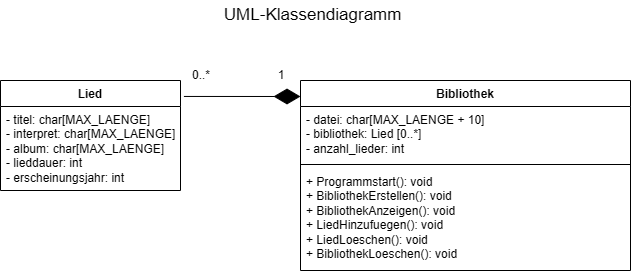 UML-Klassendiagramm
0..*
1
Lied
- titel: char[MAX_LAENGE]
- interpret: char[MAX_LAENGE]
- album: char[MAX_LAENGE]
- lieddauer: int
- erscheinungsjahr: int
Bibliothek
- datei: char[MAX_LAENGE + 10]
- bibliothek: Lied [0..*]
- anzahl_lieder: int
+ Programmstart(): void
+ BibliothekErstellen(): void
+ BibliothekAnzeigen(): void
+ LiedHinzufuegen(): void
+ LiedLoeschen(): void
+ BibliothekLoeschen(): void